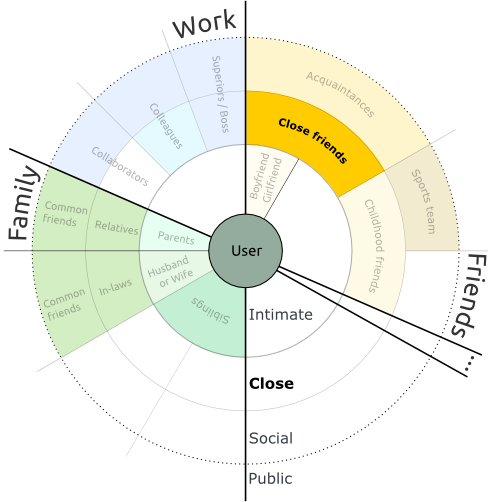 Work
Superiors / Boss
Colleagues
Collaborators
Acquaintances
Close friends
Boyfriend
Girlfriend
Sports team
Childhood friends
Family
Common
friends
Relatives
Parents
User
Husband
or Wife
In-laws
Common
friends
Siblings
Friends
...
Intimate
Close
Social
Public